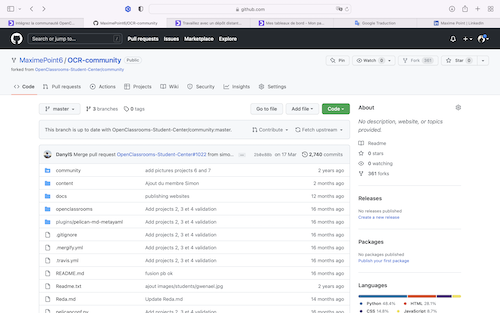 github.com
Intégrez la communauté OpenC
MaximePoint6/OCR-community
Travaillez avec un dépôt distan
Mes tableaux de bord - Mon pa
Google Traduction
Maxime Point | LinkedIn
Search or jump to... / Pull requests Issues Marketplace Explore
MaximePoint6 / OCR-community Public
Pin Watch 0 Fork 361 Star 0
forked from OpenClassrooms-Student-Center/community
Code Pull requests Actions Projects Wiki Security Insights Settings
master 3 branches 0 tags Go to file Add file Code
This branch is up to date with OpenClassrooms-Student-Center/community:master. Contribute Fetch upstream
DanyiS Merge pull request OpenClassrooms-Student-Center#1022 from simo... on 17 Mar 2,740 commits
community add pictures projects 6 and 7 2 years ago
content Ajout du membre Simon 2 months ago
docs publishing websites 12 months ago
openclassrooms Add projects 2, 3 et 4 validation 16 months ago
plugins/pelican-md-metayaml Add projects 2, 3 et 4 validation 16 months ago
.gitignore Add projects 2, 3 et 4 validation 16 months ago
.mergify.yml Add projects 2, 3 et 4 validation 16 months ago
.travis.yml Add projects 2, 3 et 4 validation 16 months ago
README.md fusion pb ok 2 years ago
Readme.txt ajout images/students/gwenael.jpg 2 years ago
Reda.md Update Reda.md 14 months ago
pelicanconf.py Add projects 2, 3 et 4 validation 16 months ago
About
No description, website, or topics
provided.
Readme
0 stars
0 watching
361 forks
Releases
No releases published
Create a new release
Packages
No packages published
Publish your first package
Languages
Python 48.8% HTML 28.1%
CSS 14.8% JavaScript 8.7%